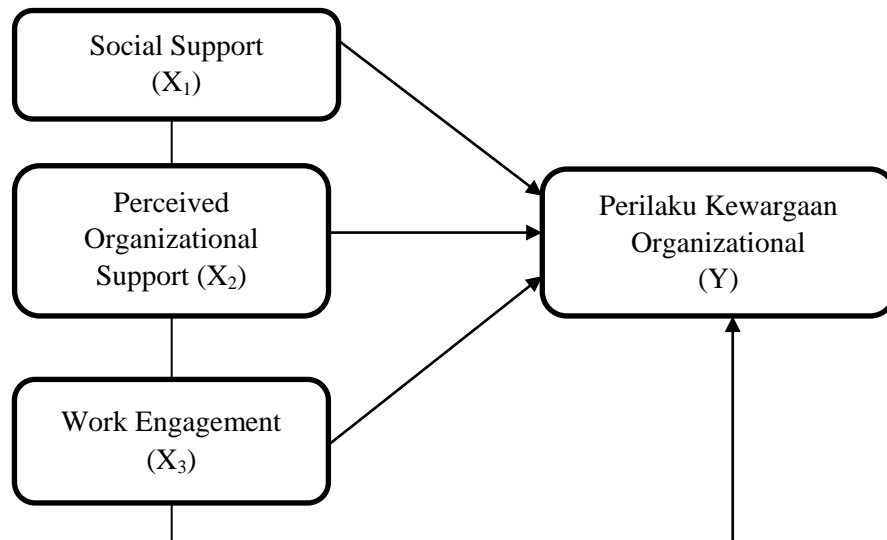 Social Support
(X₁)
Perceived
Organizational
Support (X₂)
Work Engagement
(X₃)
Perilaku Kewargaan
Organizational
(Y)